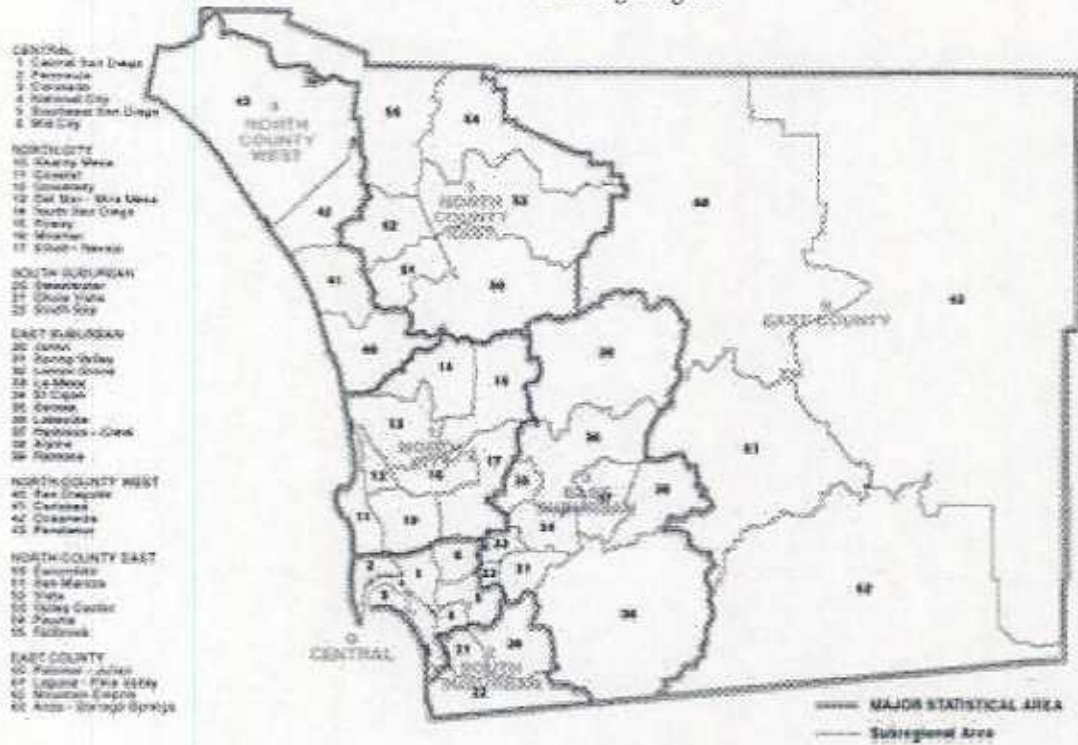 CENTRAL
1 Central San Diego
2 Peninsula
3 Coronado
4 National City
5 Southeast San Diego
6 Mid City
NORTH CITY
10 Kearny Mesa
11 Coastal
12 University
13 Del Mar - Mira Mesa
14 North San Diego
15 Poway
16 Miramar
17 Elliott - Navajo
SOUTH SUBURBAN
20 Sweetwater
21 Chula Vista
22 South Bay
EAST SUBURBAN
30 Jamul
31 Spring Valley
32 Lemon Grove
33 La Mesa
34 El Cajon
35 Santee
36 Lakeside
37 Harbison - Crest
38 Alpine
39 Ramona
NORTH COUNTY WEST
40 San Dieguito
41 Carlsbad
42 Oceanside
43 Pendleton
NORTH COUNTY EAST
50 Escondido
51 San Marcos
52 Vista
53 Valley Center
54 Pauma
55 Fallbrook
EAST COUNTY
60 Palomar - Julian
61 Laguna - Pine Valley
62 Mountain Empire
63 Anza - Borrego Springs
43
NORTH
COUNTY
WEST
55
54
42
NORTH
COUNTY
53
52
51
50
41
40
60
63
EAST COUNTY
39
14
15
13
NORTH
12
16
17
36
35
61
EAST
SUBURBAN
37
38
11
10
34
33
2
1
6
32
31
3
4
30
62
CENTRAL
21
20
SOUTH
SUBURBAN
22
MAJOR STATISTICAL AREA
Subregional Area